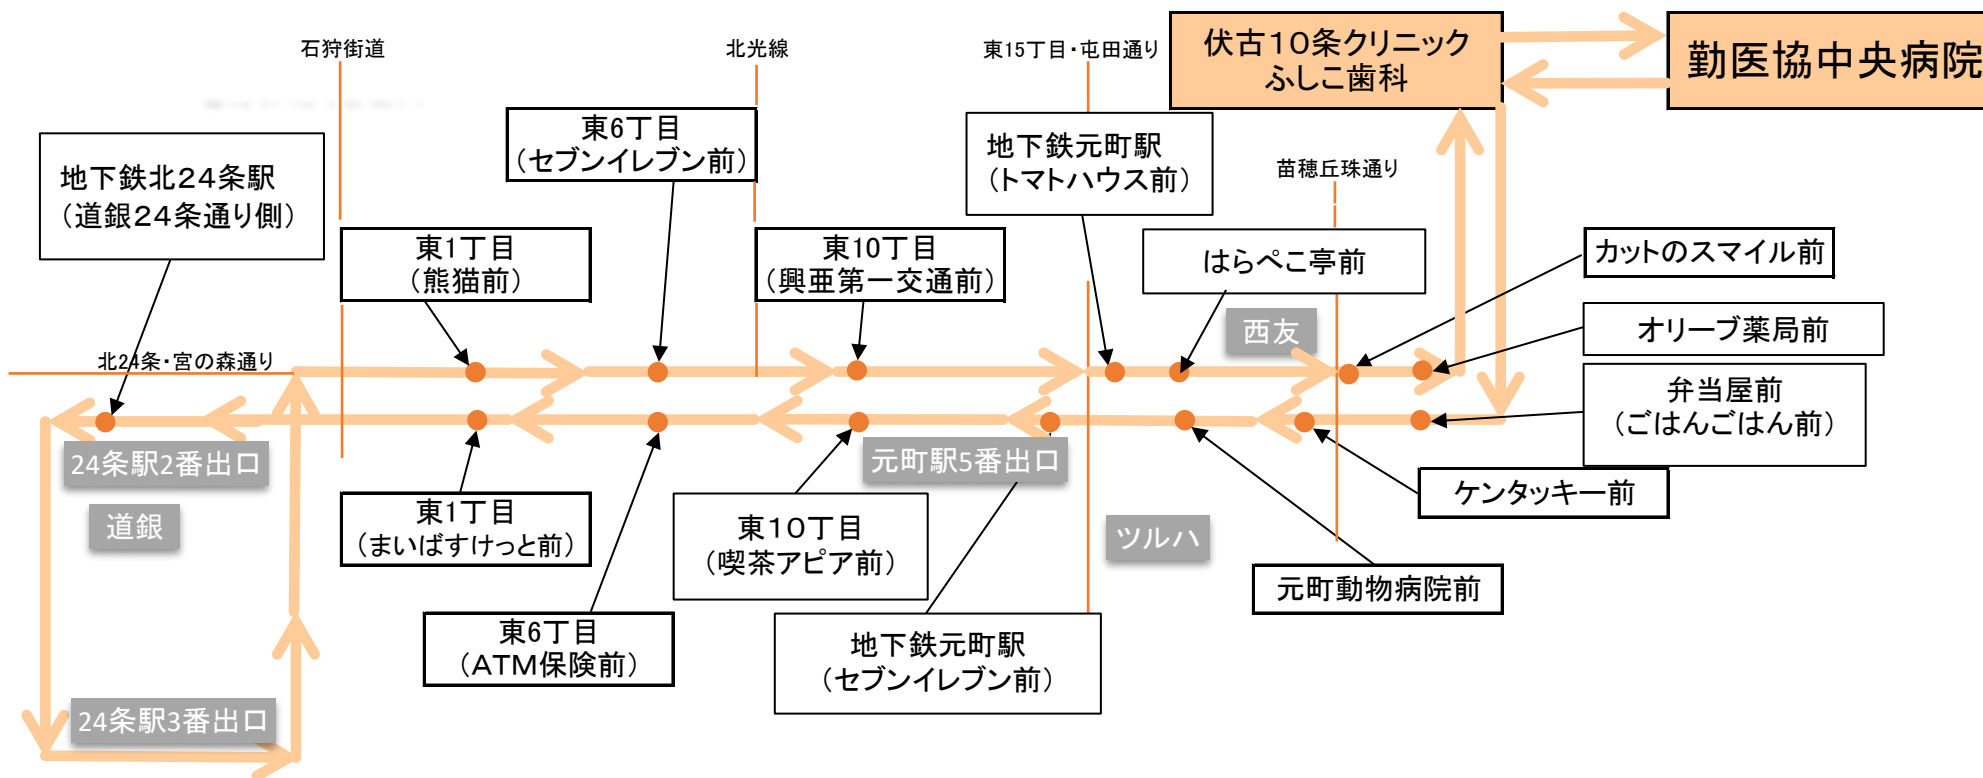 石狩街道
北光線
東15丁目・屯田通り
伏古10条クリニック
ふしこ歯科
勤医協中央病院
東6丁目
(セブンイレブン前)
地下鉄元町駅
(トマトハウス前)
苗穂丘珠通り
地下鉄北24条駅
(道銀24条通り側)
東1丁目
(熊猫前)
東10丁目
(興亜第一交通前)
はらぺこ亭前
カットのスマイル前
西友
オリーブ薬局前
北24条・宮の森通り
弁当屋前
(ごはんごはん前)
24条駅2番出口
元町駅5番出口
ケンタッキー前
道銀
東1丁目
(まいばすけっと前)
東10丁目
(喫茶アピア前)
ツルハ
元町動物病院前
東6丁目
(ATM保険前)
地下鉄元町駅
(セブンイレブン前)
24条駅3番出口